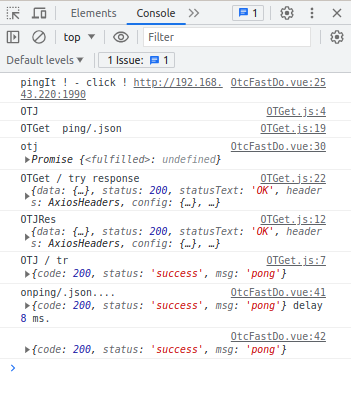 Elements Console » 1
top Filter
Default levels 1 Issue: 1
pingIt ! - click ! http://192.168. OtcFastDo.vue:25
43.220:1990
OTJ OTGet.js:4
OTGet ping/.json OTGet.js:19
otj OtcFastDo.vue:30
Promise {<fulfilled>: undefined}
OTGet / try response OTGet.js:22
{data: {…}, status: 200, statusText: 'OK', header
s: AxiosHeaders, config: {…}, …}
OTJRes OTGet.js:12
{data: {…}, status: 200, statusText: 'OK', header
s: AxiosHeaders, config: {…}, …}
OTJ / tr OTGet.js:7
{code: 200, status: 'success', msg: 'pong'}
onping/.json.... OtcFastDo.vue:41
{code: 200, status: 'success', msg: 'pong'} delay
8 ms.
OtcFastDo.vue:42
{code: 200, status: 'success', msg: 'pong'}